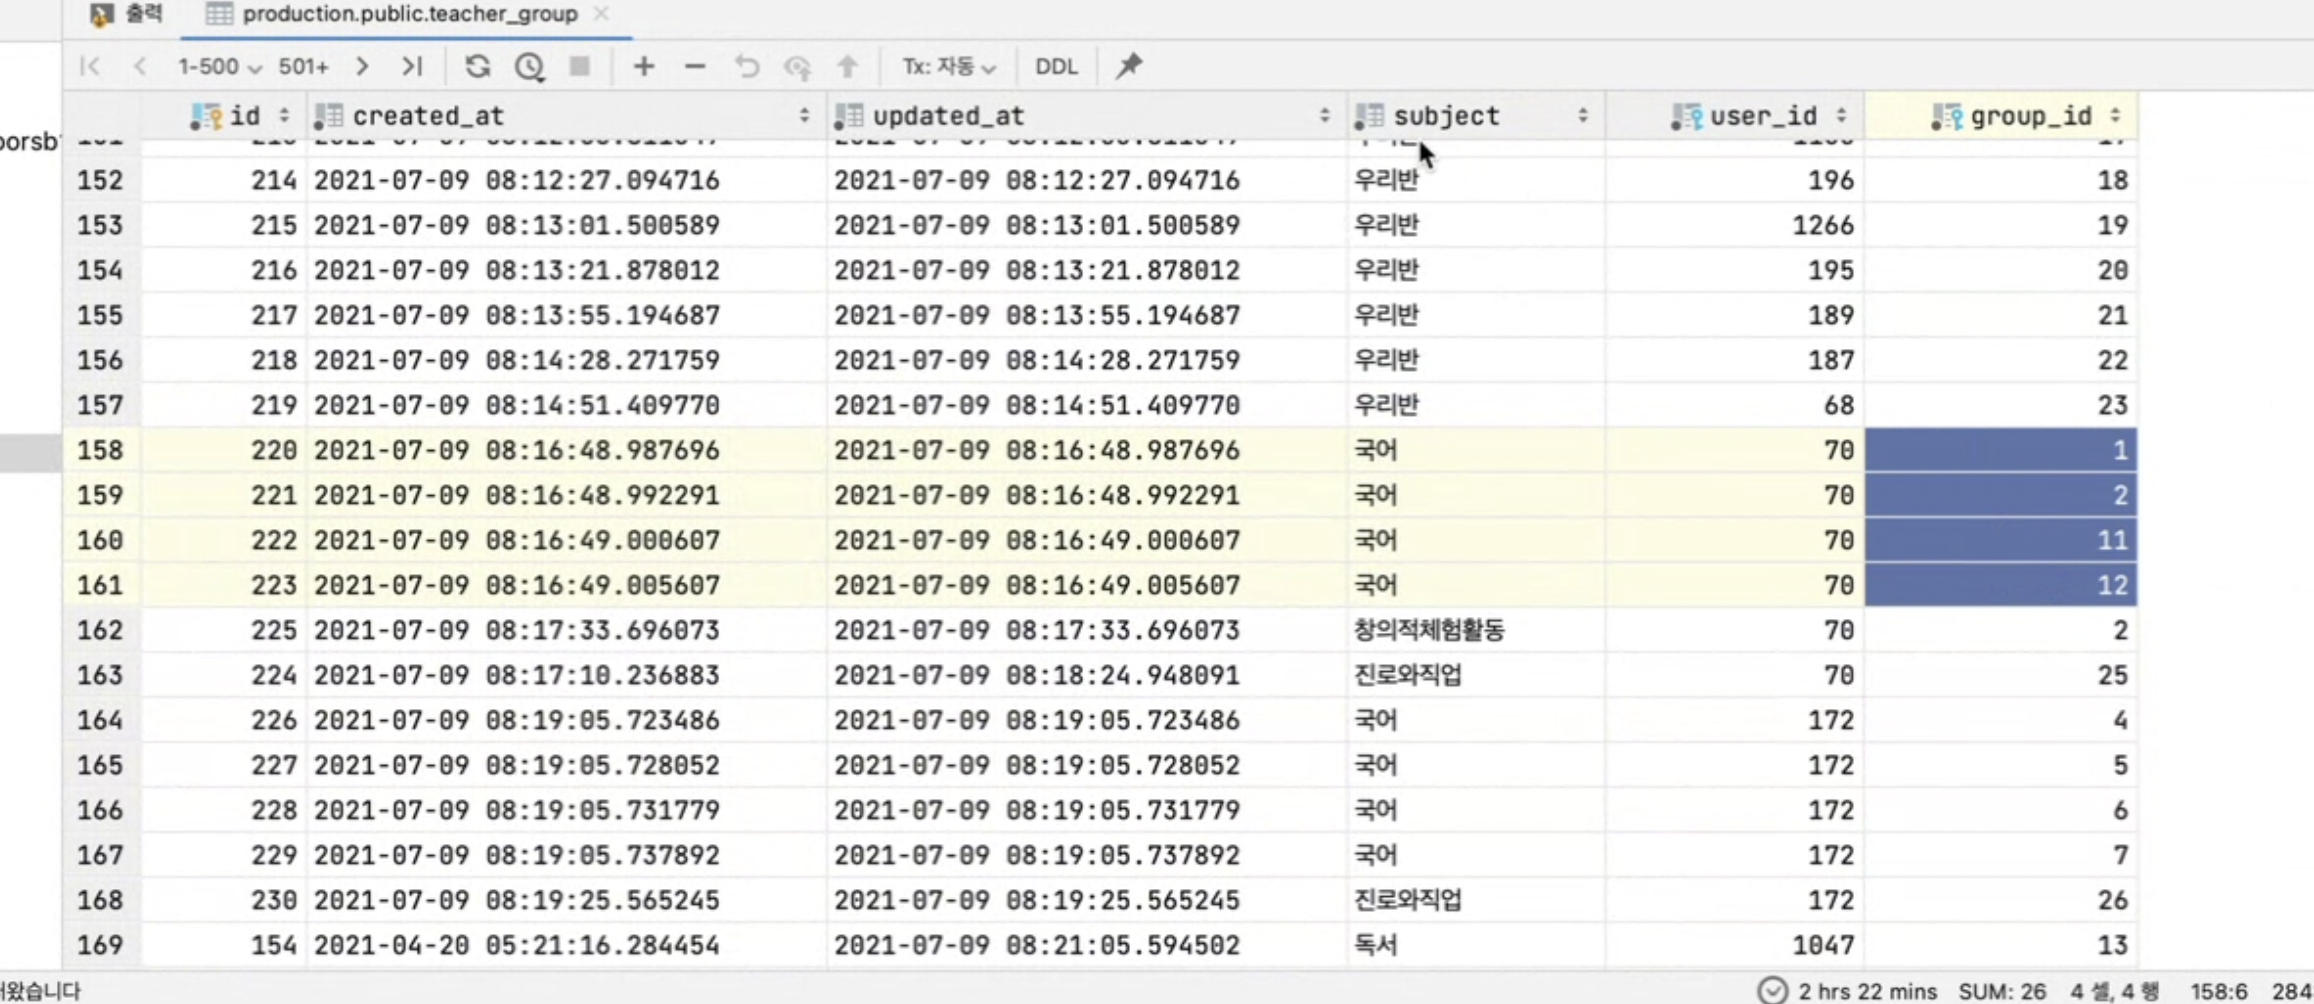 출력 production.public.teacher_group
1-500 501+ Tx: 자동 DDL
id created_at updated_at subject user_id group_id
152 214 2021-07-09 08:12:27.094716 2021-07-09 08:12:27.094716 우리반 196 18
153 215 2021-07-09 08:13:01.500589 2021-07-09 08:13:01.500589 우리반 1266 19
154 216 2021-07-09 08:13:21.878012 2021-07-09 08:13:21.878012 우리반 195 20
155 217 2021-07-09 08:13:55.194687 2021-07-09 08:13:55.194687 우리반 189 21
156 218 2021-07-09 08:14:28.271759 2021-07-09 08:14:28.271759 우리반 187 22
157 219 2021-07-09 08:14:51.409770 2021-07-09 08:14:51.409770 우리반 68 23
158 220 2021-07-09 08:16:48.987696 2021-07-09 08:16:48.987696 국어 70 1
159 221 2021-07-09 08:16:48.992291 2021-07-09 08:16:48.992291 국어 70 2
160 222 2021-07-09 08:16:49.000607 2021-07-09 08:16:49.000607 국어 70 11
161 223 2021-07-09 08:16:49.005607 2021-07-09 08:16:49.005607 국어 70 12
162 225 2021-07-09 08:17:33.696073 2021-07-09 08:17:33.696073 창의적체험활동 70 2
163 224 2021-07-09 08:17:10.236883 2021-07-09 08:18:24.948091 진로와직업 70 25
164 226 2021-07-09 08:19:05.723486 2021-07-09 08:19:05.723486 국어 172 4
165 227 2021-07-09 08:19:05.728052 2021-07-09 08:19:05.728052 국어 172 5
166 228 2021-07-09 08:19:05.731779 2021-07-09 08:19:05.731779 국어 172 6
167 229 2021-07-09 08:19:05.737892 2021-07-09 08:19:05.737892 국어 172 7
168 230 2021-07-09 08:19:25.565245 2021-07-09 08:19:25.565245 진로와직업 172 26
169 154 2021-04-20 05:21:16.284454 2021-07-09 08:21:05.594502 독서 1047 13
2 hrs 22 mins SUM: 26 4 셀, 4 행 158:6